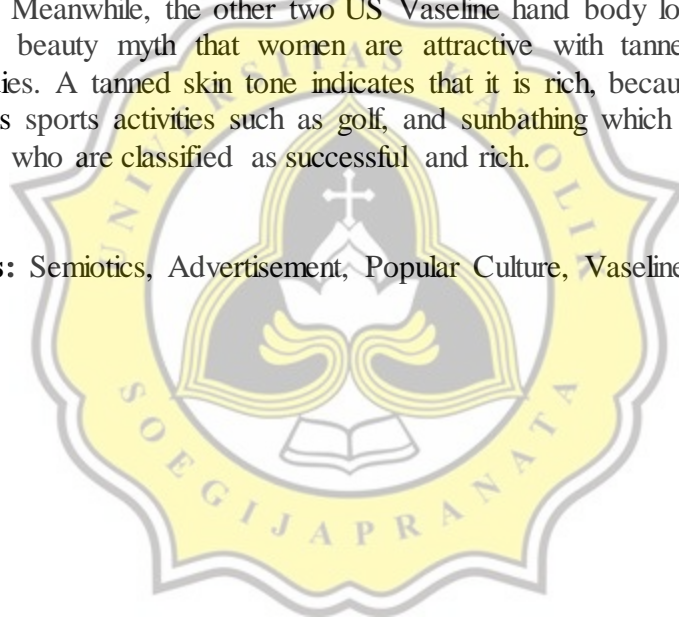 Meanwhile, the other two US Vaseline hand body lo
beauty myth that women are attractive with tanne
ies. A tanned skin tone indicates that it is rich, becau
s sports activities such as golf, and sunbathing which
who are classified as successful and rich.
s: Semiotics, Advertisement, Popular Culture, Vaseline
UNIVERSITAS KATOLIK
SOEGIJAPRANATA